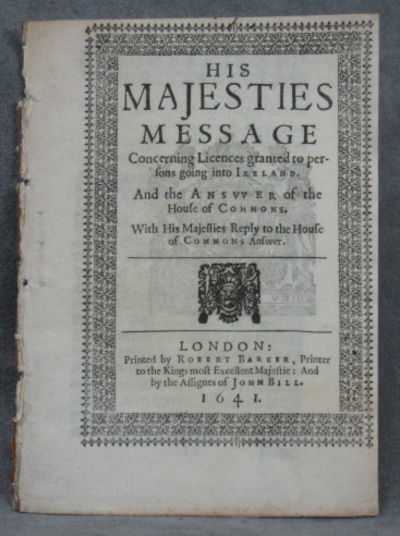 HIS
MAJESTIES
MESSAGE
Concerning Licences granted to per-
sons going into IRELAND.
And the ANSVVER of the
House of COMMONS.
With His Majeſties Reply to the Houſe
of COMMONS Anſwer.
LONDON:
Printed by ROBERT BARKER, Printer
to the Kings moſt Excellent Majeſtie: And
by the Aſſignes of JOHN BILL.
1641.